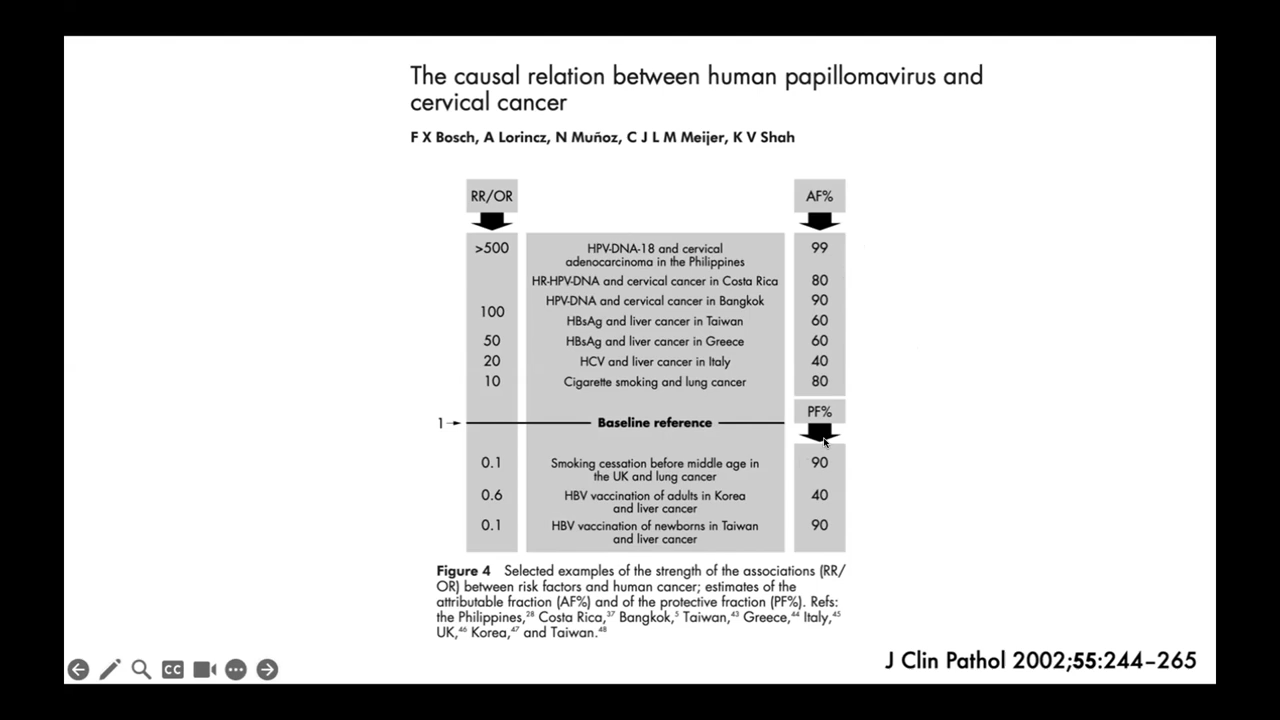 The causal relation between human papillomavirus and
cervical cancer
F X Bosch, A Lorincz, N Muñoz, C J L M Meijer, K V Shah
RR/OR
AF%
>500
HPV-DNA-18 and cervical
adenocarcinoma in the Philippines
99
HR-HPV-DNA and cervical cancer in Costa Rica
80
HPV-DNA and cervical cancer in Bangkok
90
100
HBsAg and liver cancer in Taiwan
60
50
HBsAg and liver cancer in Greece
60
20
HCV and liver cancer in Italy
40
10
Cigarette smoking and lung cancer
80
PF%
1
Baseline reference
0.1
Smoking cessation before middle age in
the UK and lung cancer
90
0.6
HBV vaccination of adults in Korea
and liver cancer
40
0.1
HBV vaccination of newborns in Taiwan
and liver cancer
90
Figure 4 Selected examples of the strength of the associations (RR/
OR) between risk factors and human cancer; estimates of the
attributable fraction (AF%) and of the protective fraction (PF%). Refs:
the Philippines,28 Costa Rica,37 Bangkok,5 Taiwan,43 Greece,44 Italy,45
UK,46 Korea,47 and Taiwan.48
J Clin Pathol 2002;55:244–265
CC